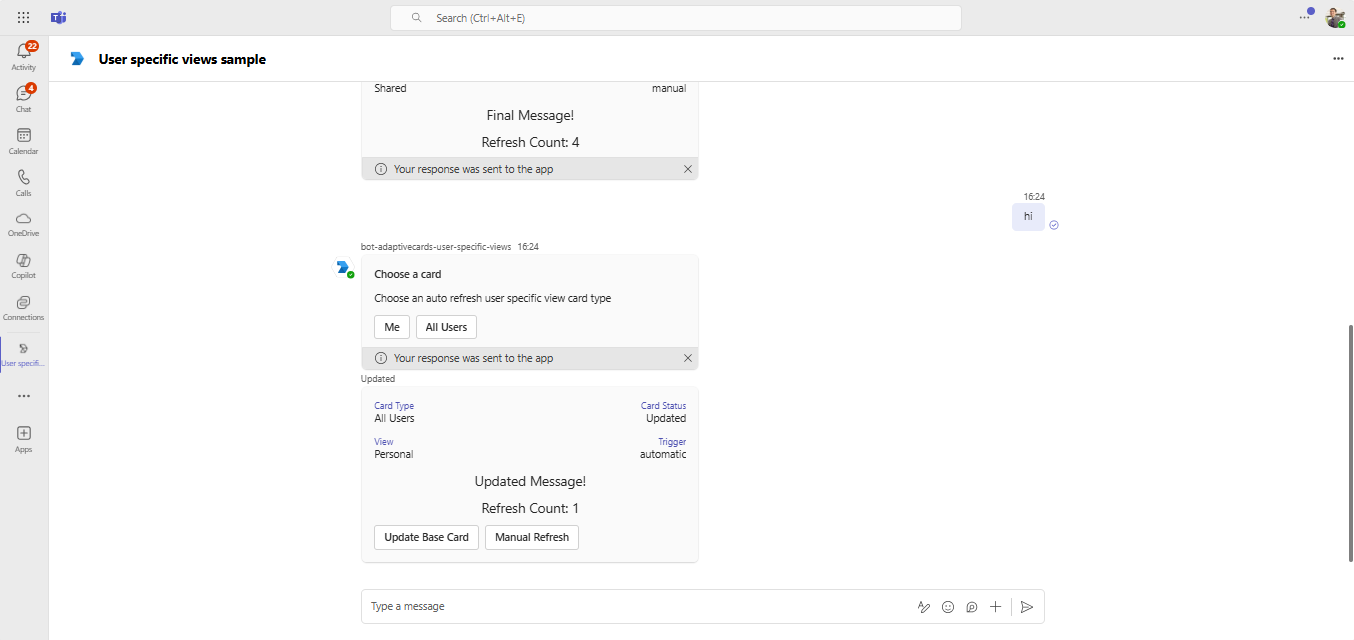 Search (Ctrl+Alt+E)
22
Activity
4
Chat
Calendar
Calls
OneDrive
Copilot
Connections
User specifi...
Apps
User specific views sample
Shared manual
Final Message!
Refresh Count: 4
Your response was sent to the app
16:24
hi
bot-adaptivecards-user-specific-views 16:24
Choose a card
Choose an auto refresh user specific view card type
Me All Users
Your response was sent to the app
Updated
Card Type Card Status
All Users Updated
View Trigger
Personal automatic
Updated Message!
Refresh Count: 1
Update Base Card Manual Refresh
Type a message